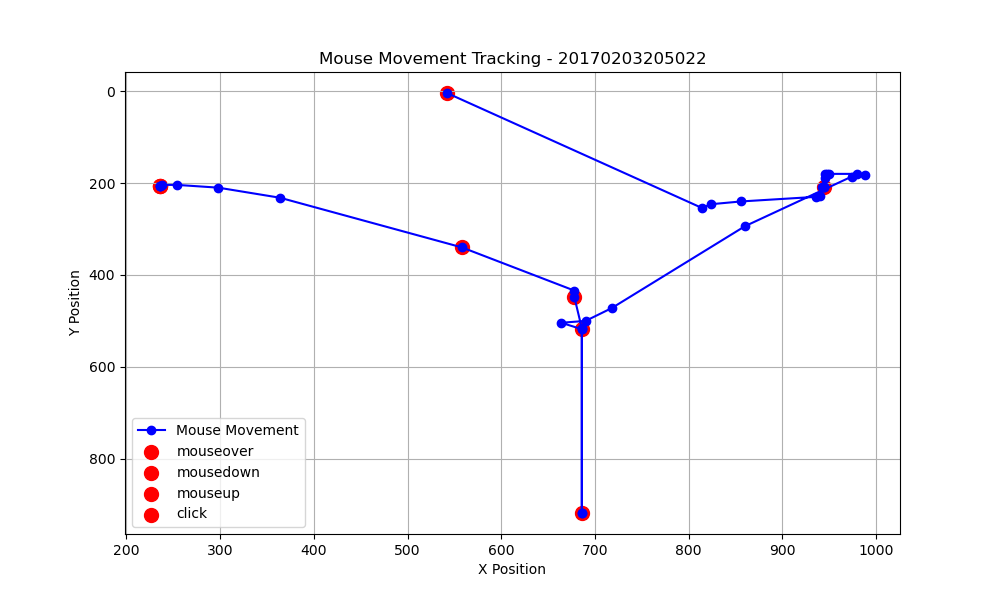 Mouse Movement Tracking - 20170203205022
0
200
400
600
800
Y Position
Mouse Movement
mouseover
mousedown
mouseup
click
200 300 400 500 600 700 800 900 1000
X Position